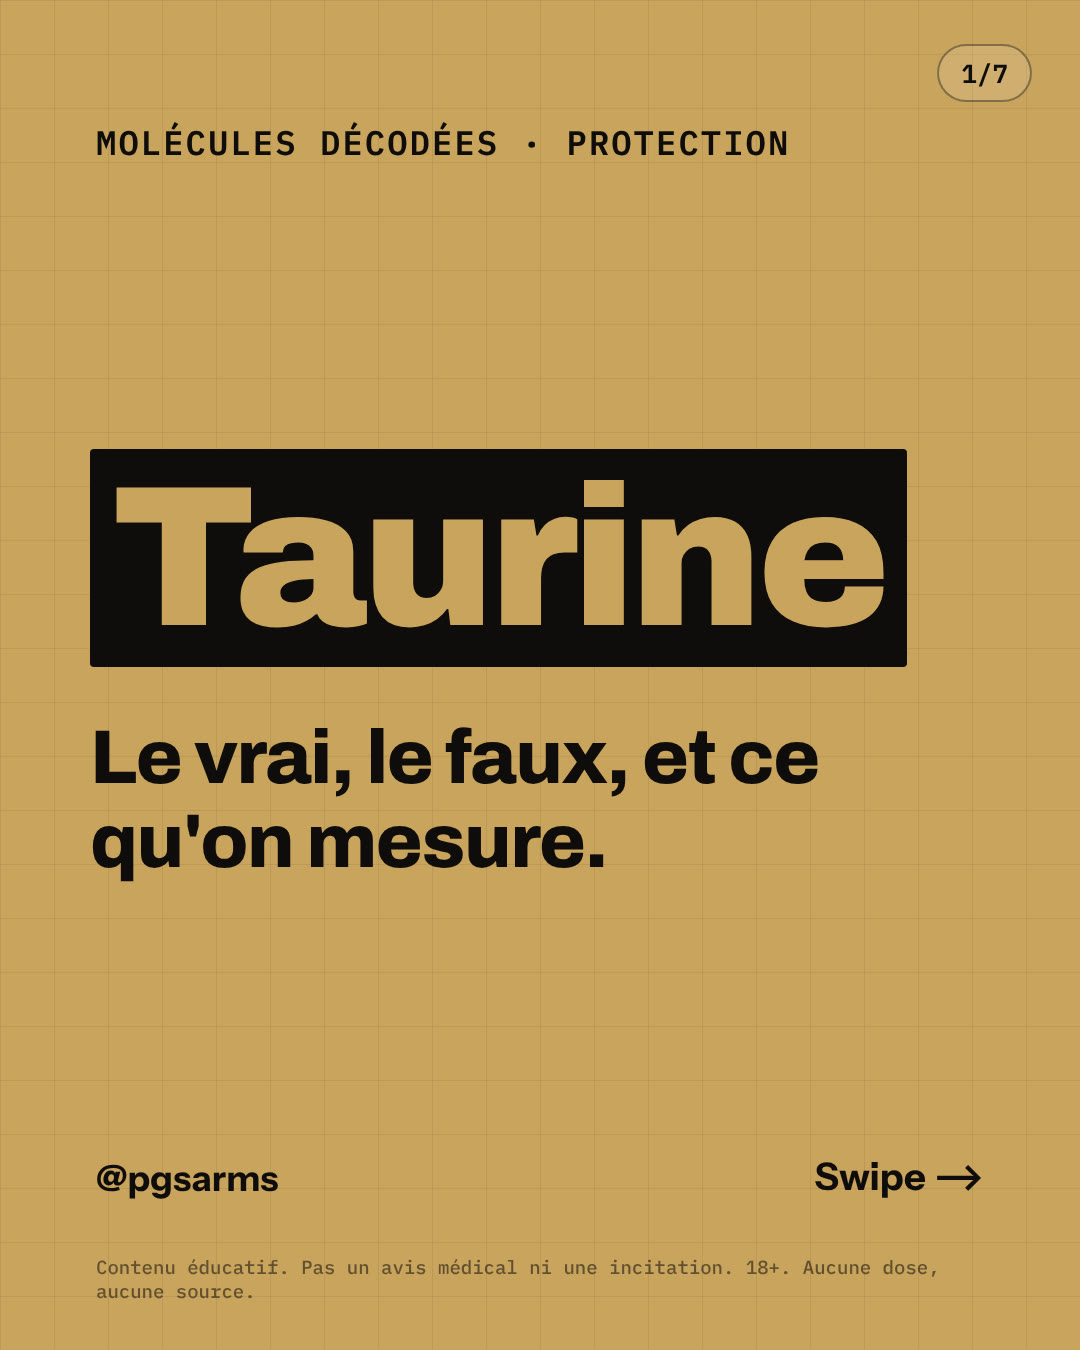 1/7
MOLÉCULES DÉCODÉES · PROTECTION
Taurine
Le vrai, le faux, et ce
qu'on mesure.
@pgsarms
Swipe →
Contenu éducatif. Pas un avis médical ni une incitation. 18+. Aucune dose,
aucune source.